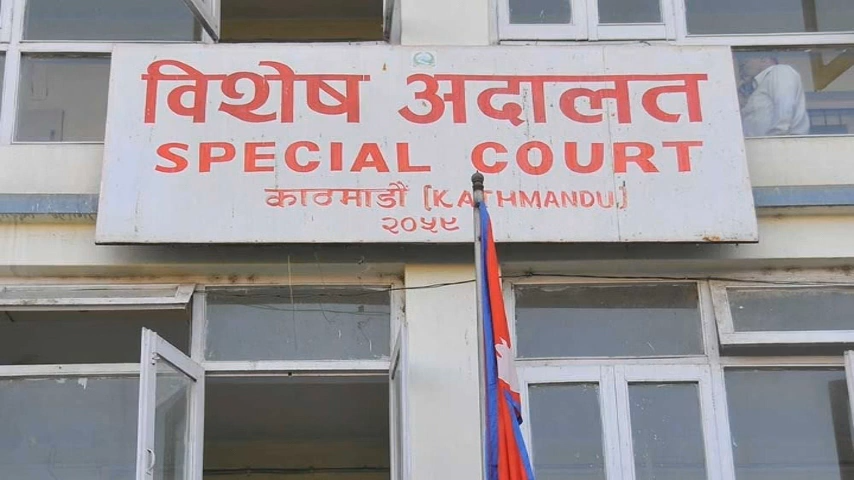 विशेष अदालत
SPECIAL COURT
काठमाडौं [KATHMANDU]
२०५९